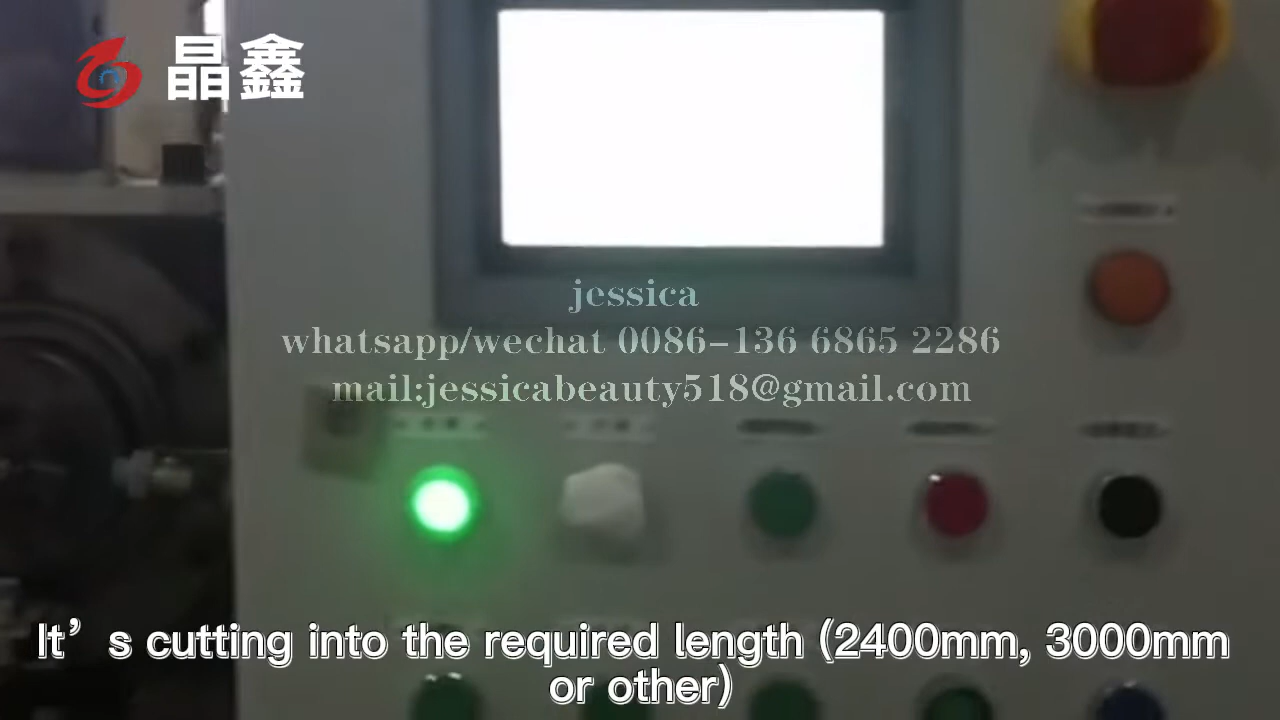 晶鑫
jessica
whatsapp/wechat 0086-136 6865 2286
mail:jessicabeauty518@gmail.com
It’s cutting into the required length (2400mm, 3000mm
or other)